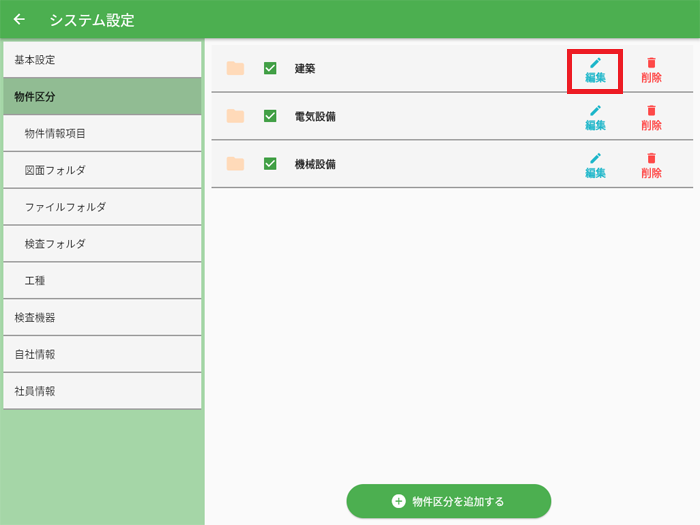 システム設定
基本設定
物件区分
物件情報項目
図面フォルダ
ファイルフォルダ
検査フォルダ
工種
検査機器
自社情報
社員情報
建築
編集
削除
電気設備
編集
削除
機械設備
編集
削除
物件区分を追加する